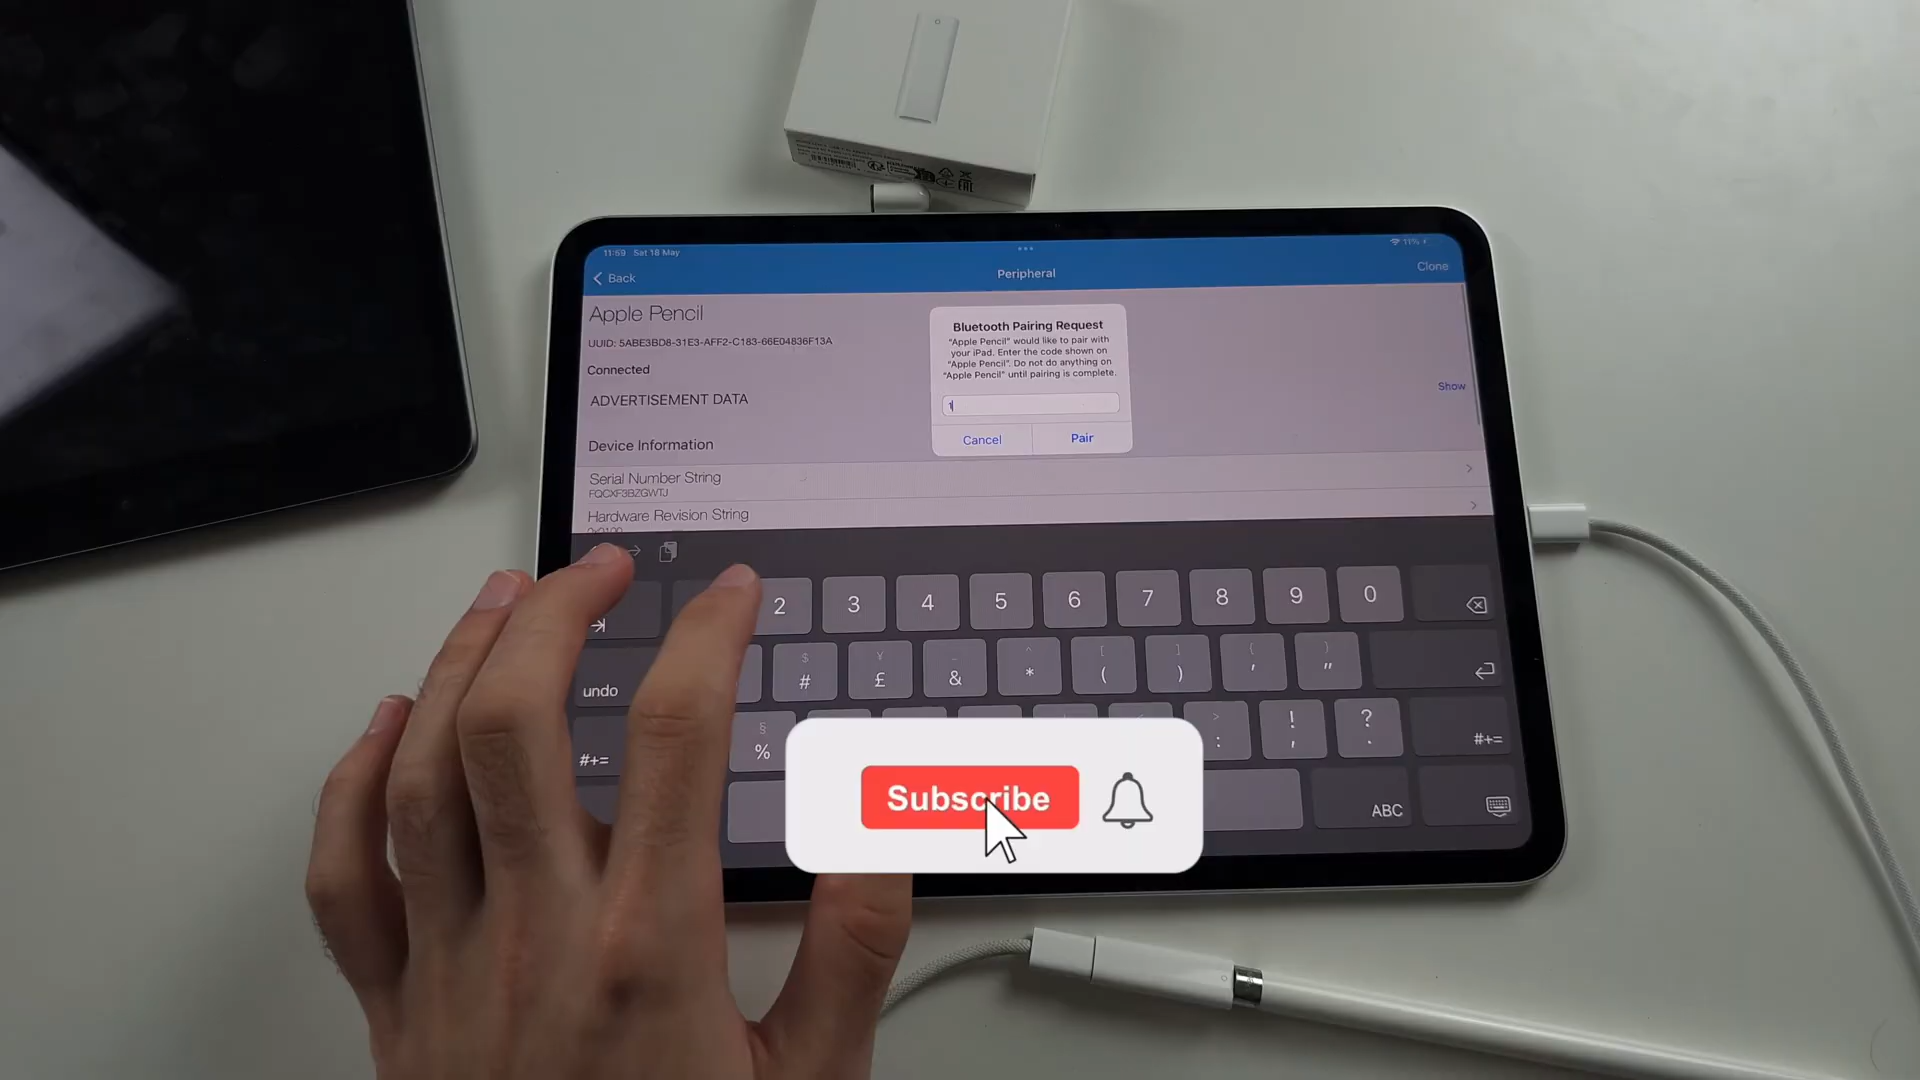 11:59 Sat 18 May
11%
Back
Peripheral
Clone
Apple Pencil
UUID: 5ABE3BD8-31E3-AFF2-C183-66E04836F13A
Connected
ADVERTISEMENT DATA
Show
Device Information
Serial Number String
FQCXF3BZGWTJ
Hardware Revision String
Bluetooth Pairing Request
"Apple Pencil" would like to pair with
your iPad. Enter the code shown on
"Apple Pencil". Do not do anything on
"Apple Pencil" until pairing is complete.
1
Cancel Pair
2 3 4 5 6 7 8 9 0
$ ¥ _ ^ [ ] { }
undo # £ & * ( ) ' "
§ >
#+= % : ! , ? . #+=
ABC
Subscribe